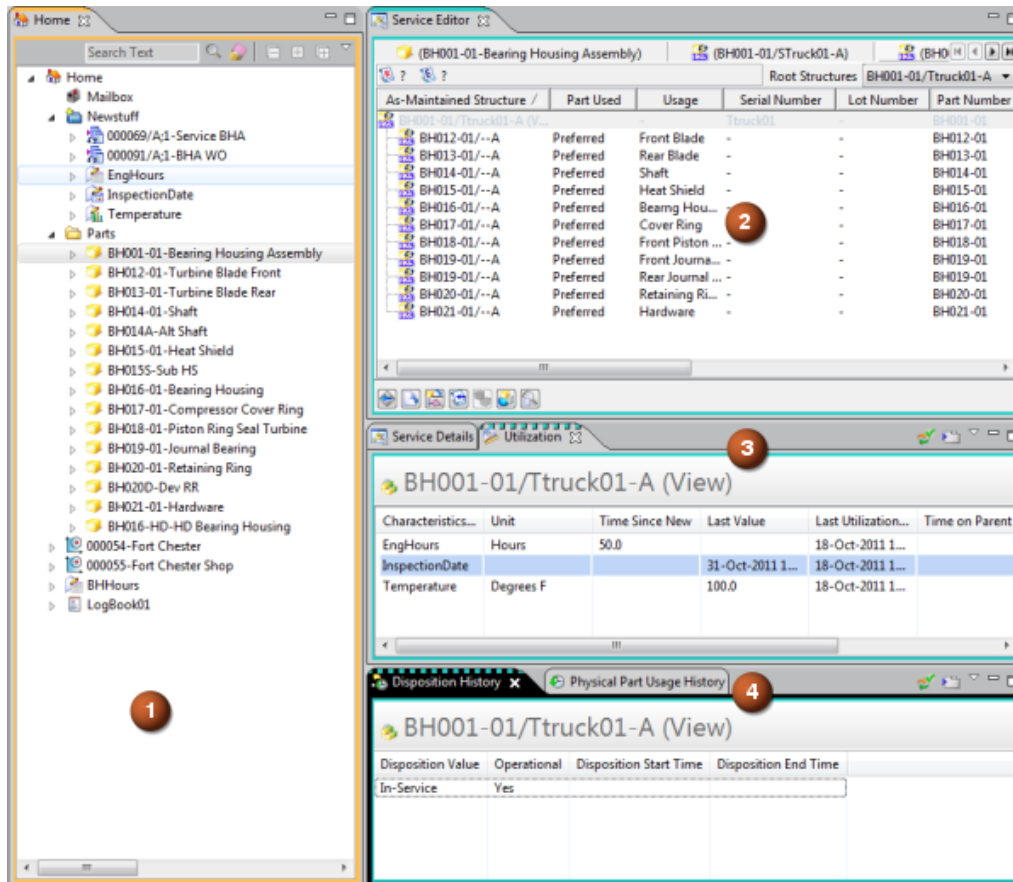 Home
Search Text
Home
Mailbox
Newstuff
000069/A;1-Service BHA
000091/A;1-BHA WO
EngHours
InspectionDate
Temperature
Parts
BH001-01-Bearing Housing Assembly
BH012-01-Turbine Blade Front
BH013-01-Turbine Blade Rear
BH014-01-Shaft
BH014A-Alt Shaft
BH015-01-Heat Shield
BH015S-Sub HS
BH016-01-Bearing Housing
BH017-01-Compressor Cover Ring
BH018-01-Piston Ring Seal Turbine
BH019-01-Journal Bearing
BH020-01-Retaining Ring
BH020D-Dev RR
BH021-01-Hardware
BH016-HD-HD Bearing Housing
000054-Fort Chester
000055-Fort Chester Shop
BHHours
LogBook01
1
Service Editor
(BH001-01-Bearing Housing Assembly) (BH001-01/STruck01-A) (BH0
? ? Root Structures BH001-01/Ttruck01-A
As-Maintained Structure / Part Used Usage Serial Number Lot Number Part Number
BH001-01/Ttruck01-A (V... - Ttruck01 - BH001-01
BH012-01/--A Preferred Front Blade - - BH012-01
BH013-01/--A Preferred Rear Blade - - BH013-01
BH014-01/--A Preferred Shaft - - BH014-01
BH015-01/--A Preferred Heat Shield - - BH015-01
BH016-01/--A Preferred Bearng Hou... - - BH016-01
BH017-01/--A Preferred Cover Ring - - BH017-01
BH018-01/--A Preferred Front Piston ... - - BH018-01
BH019-01/--A Preferred Front Journa... - - BH019-01
BH019-01/--A Preferred Rear Journal ... - - BH019-01
BH020-01/--A Preferred Retaining Ri... - - BH020-01
BH021-01/--A Preferred Hardware - - BH021-01
2
Service Details Utilization
3
BH001-01/Ttruck01-A (View)
Characteristics... Unit Time Since New Last Value Last Utilization... Time on Parent
EngHours Hours 50.0 18-Oct-2011 1...
InspectionDate 31-Oct-2011 1... 18-Oct-2011 1...
Temperature Degrees F 100.0 18-Oct-2011 1...
Disposition History Physical Part Usage History
4
BH001-01/Ttruck01-A (View)
Disposition Value Operational Disposition Start Time Disposition End Time
In-Service Yes